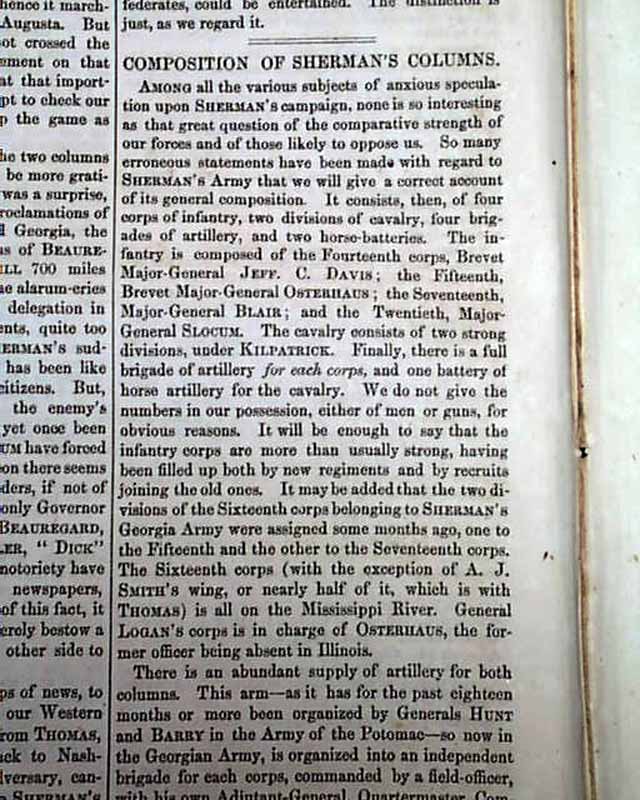 hence it march-
Augusta. But
ot crossed the
ement on that
at that import-
pt to check our
p the game as
he two columns
be more grati-
was a surprise,
roclamations of
d Georgia, the
as of BEAURE-
ILL 700 miles
he alarum-cries
delegation in
ents, quite too
HERMAN'S sud-
has been like
citizens. But,
the enemy's
yet once been
UM have forced
on there seems
ders, if not of
only Governor
BEAUREGARD,
LER, " DICK"
notoriety have
newspapers,
of this fact, it
erely bestow a
other side to
ps of news, to
our Western
from THOMAS,
ack to Nash-
dversary, can-
SHERMAN'S
federates, could be entertained. The distinction is
just, as we regard it.
COMPOSITION OF SHERMAN'S COLUMNS.
AMONG all the various subjects of anxious specula-
tion upon SHERMAN'S campaign, none is so interesting
as that great question of the comparative strength of
our forces and of those likely to oppose us. So many
erroneous statements have been made with regard to
SHERMAN'S Army that we will give a correct account
of its general composition. It consists, then, of four
corps of infantry, two divisions of cavalry, four brig-
ades of artillery, and two horse-batteries. The in-
fantry is composed of the Fourteenth corps, Brevet
Major-General JEFF. C. DAVIS; the Fifteenth,
Brevet Major-General OSTERHAUS; the Seventeenth,
Major-General BLAIR; and the Twentieth, Major-
General SLOCUM. The cavalry consists of two strong
divisions, under KILPATRICK. Finally, there is a full
brigade of artillery for each corps, and one battery of
horse artillery for the cavalry. We do not give the
numbers in our possession, either of men or guns, for
obvious reasons. It will be enough to say that the
infantry corps are more than usually strong, having
been filled up both by new regiments and by recruits
joining the old ones. It may be added that the two di-
visions of the Sixteenth corps belonging to SHERMAN'S
Georgia Army were assigned some months ago, one to
the Fifteenth and the other to the Seventeenth corps.
The Sixteenth corps (with the exception of A. J.
SMITH'S wing, or nearly half of it, which is with
THOMAS) is all on the Mississippi River. General
LOGAN'S corps is in charge of OSTERHAUS, the for-
mer officer being absent in Illinois.
There is an abundant supply of artillery for both
columns. This arm—as it has for the past eighteen
months or more been organized by Generals HUNT
and BARRY in the Army of the Potomac—so now in
the Georgian Army, is organized into an independent
brigade for each corps, commanded by a field-officer,
with his own Adjutant-General, Quartermaster, Com